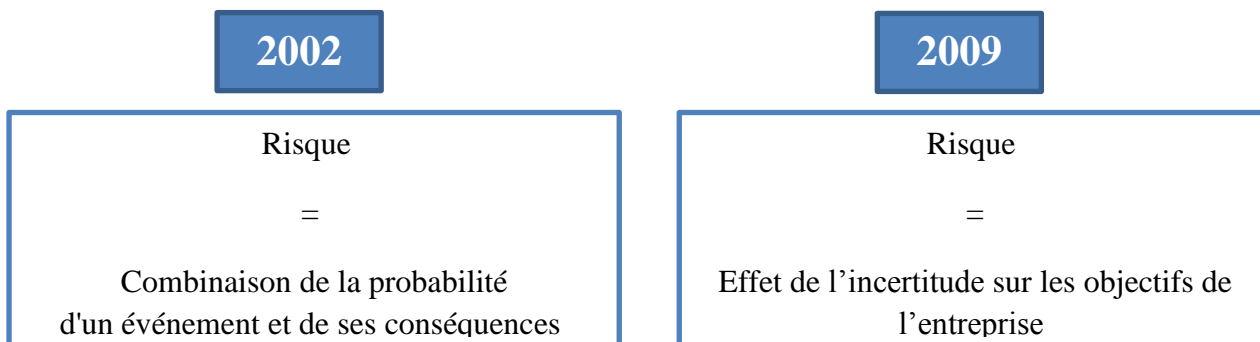 2002
Risque
=
Combinaison de la probabilité
d'un événement et de ses conséquences
2009
Risque
=
Effet de l’incertitude sur les objectifs de
l’entreprise